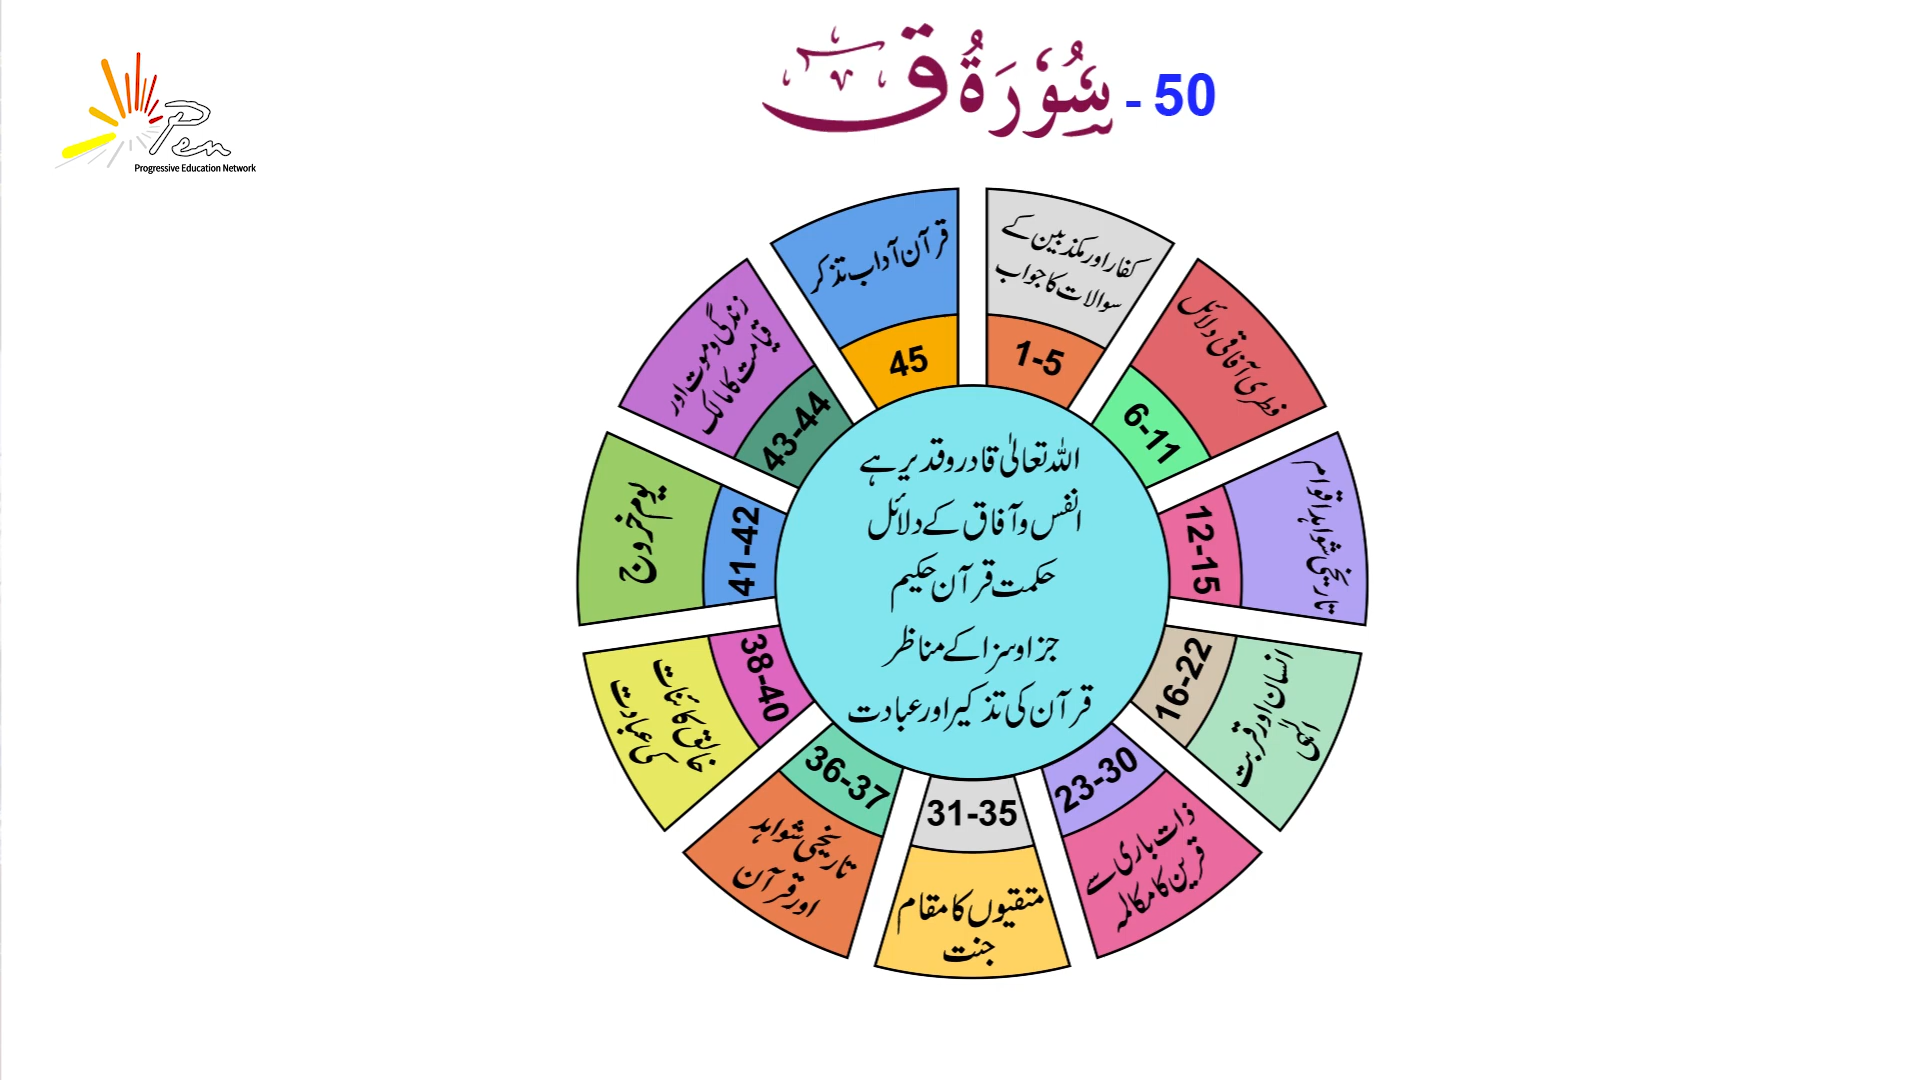 50 - سُوۡرَةُ قٓ
Pen
Progressive Education Network
کفار اور مکذبین کے
سوالات کا جواب
1-5
فطری آفاقی دلائل
6-11
تاریخی شواہد اقوام
12-15
انسان اور قربت
الٰہی
16-22
ذات باری سے
قرین کا مکالمہ
23-30
متقیوں کا مقام
جنت
31-35
تاریخی شواہد
اور قرآن
36-37
خالق کائنات
کی عبادت
38-40
یوم خروج
41-42
زندگی و موت اور
قیامت کا مالک
43-44
قرآن آداب تذکر
45
اللہ تعالیٰ قادر و قدیر ہے
انفس و آفاق کے دلائل
حکمت قرآن حکیم
جزا و سزا کے مناظر
قرآن کی تذکیر اور عبادت